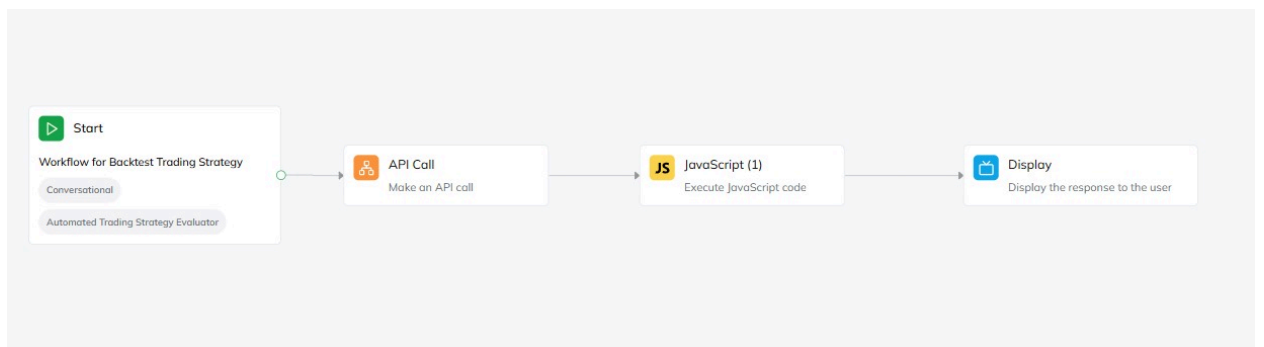 Start
Workflow for Backtest Trading Strategy
Conversational
Automated Trading Strategy Evaluator
API Call
Make an API call
JS
JavaScript (1)
Execute JavaScript code
Display
Display the response to the user